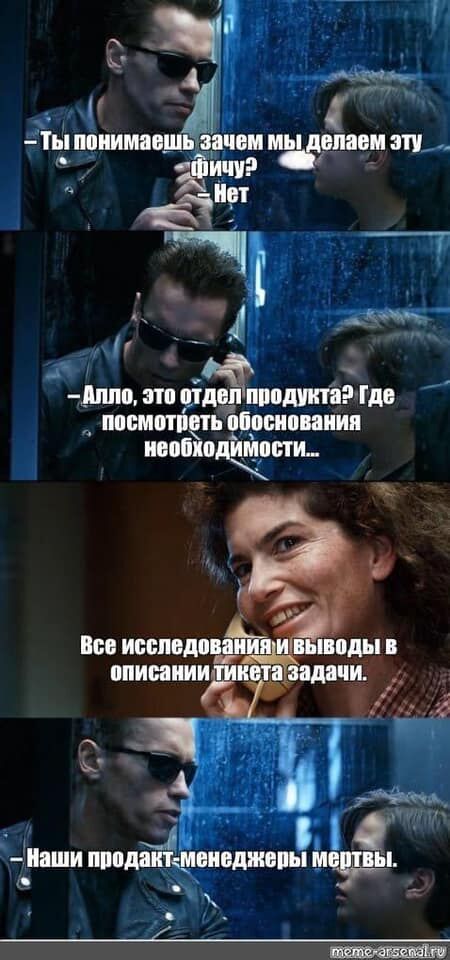 – Ты понимаешь зачем мы делаем эту
фичу?
– Нет
– Алло, это отдел продукта? Где
посмотреть обоснования
необходимости...
Все исследования и выводы в
описании тикета задачи.
– Наши продакт-менеджеры мертвы.
meme-arsenal.ru